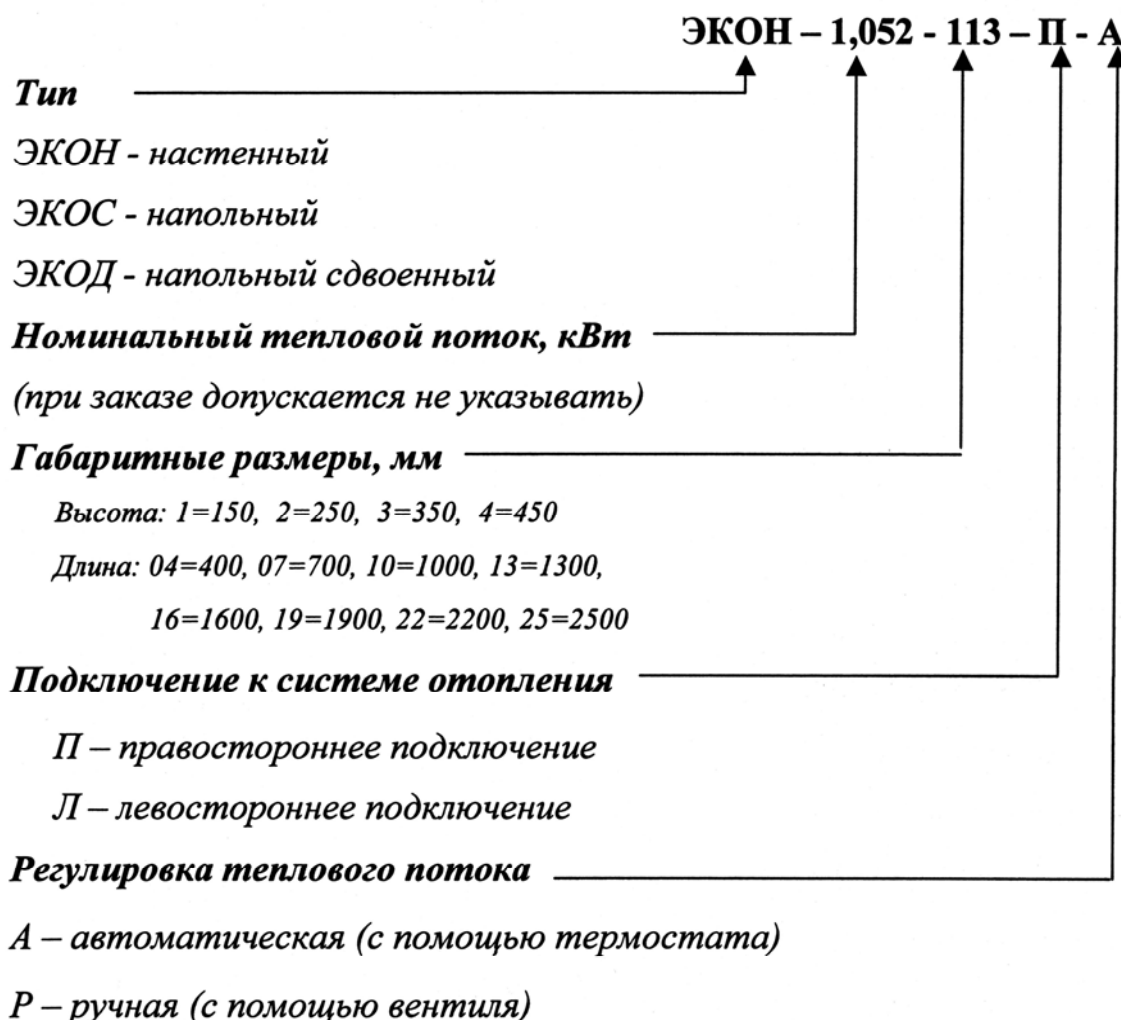 ЭКОН – 1,052 - 113 – П - А
Тип
ЭКОН - настенный
ЭКОС - напольный
ЭКОД - напольный сдвоенный
Номинальный тепловой поток, кВт
(при заказе допускается не указывать)
Габаритные размеры, мм
Высота: 1=150, 2=250, 3=350, 4=450
Длина: 04=400, 07=700, 10=1000, 13=1300,
16=1600, 19=1900, 22=2200, 25=2500
Подключение к системе отопления
П – правостороннее подключение
Л – левостороннее подключение
Регулировка теплового потока
А – автоматическая (с помощью термостата)
Р – ручная (с помощью вентиля)